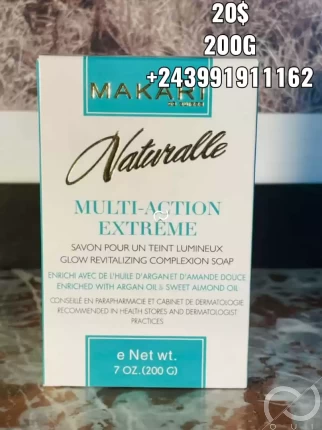 20$
200G
+243991911162
MAKARI
Naturalle
MULTI-ACTION
EXTRÊME
SAVON POUR UN TEINT LUMINEUX
GLOW REVITALIZING COMPLEXION SOAP
ENRICHI AVEC DE L'HUILE D'ARGAN ET D'AMANDE DOUCE
ENRICHED WITH ARGAN OIL & SWEET ALMOND OIL
CONSEILLÉ EN PARAPHARMACIE ET CABINET DE DERMATOLOGIE
RECOMMENDED IN HEALTH STORES AND DERMATOLOGIST
PRACTICES
e Net wt.
7 OZ. (200 G)